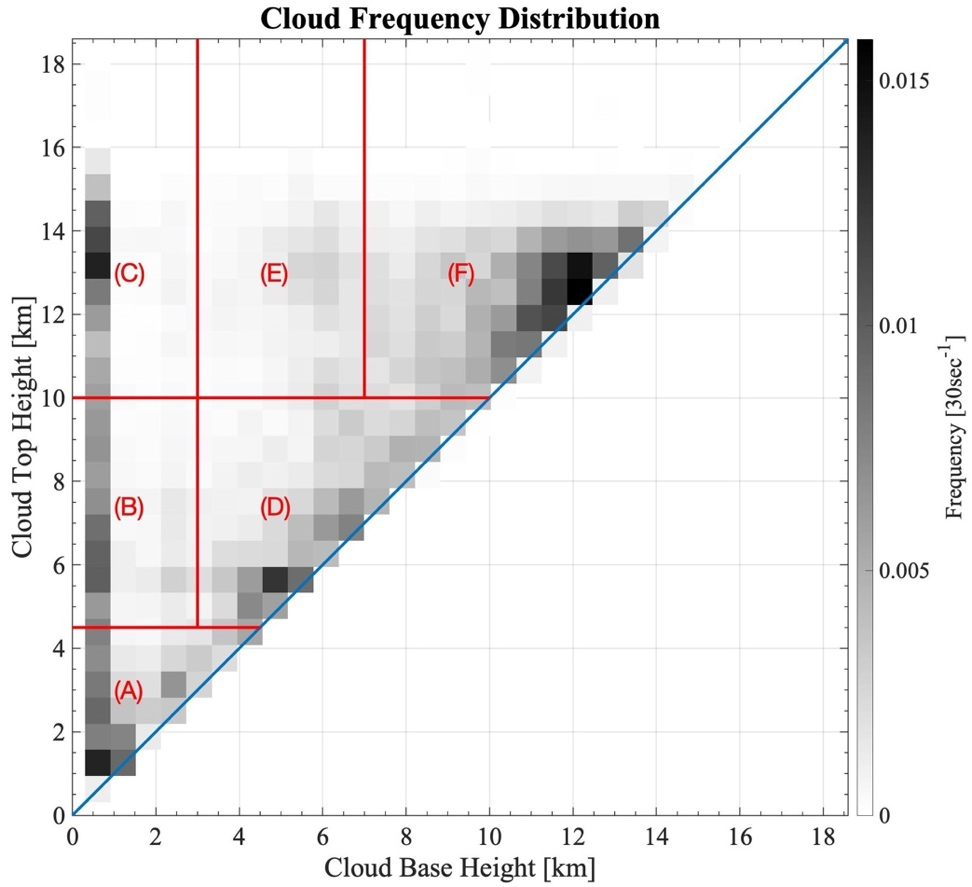 Cloud Frequency Distribution
18
16
14
12
10
8
6
4
2
0
Cloud Top Height [km]
(C)
(E)
(F)
(B)
(D)
(A)
0 2 4 6 8 10 12 14 16 18
Cloud Base Height [km]
0.015
0.01
0.005
0
Frequency [30sec⁻¹]